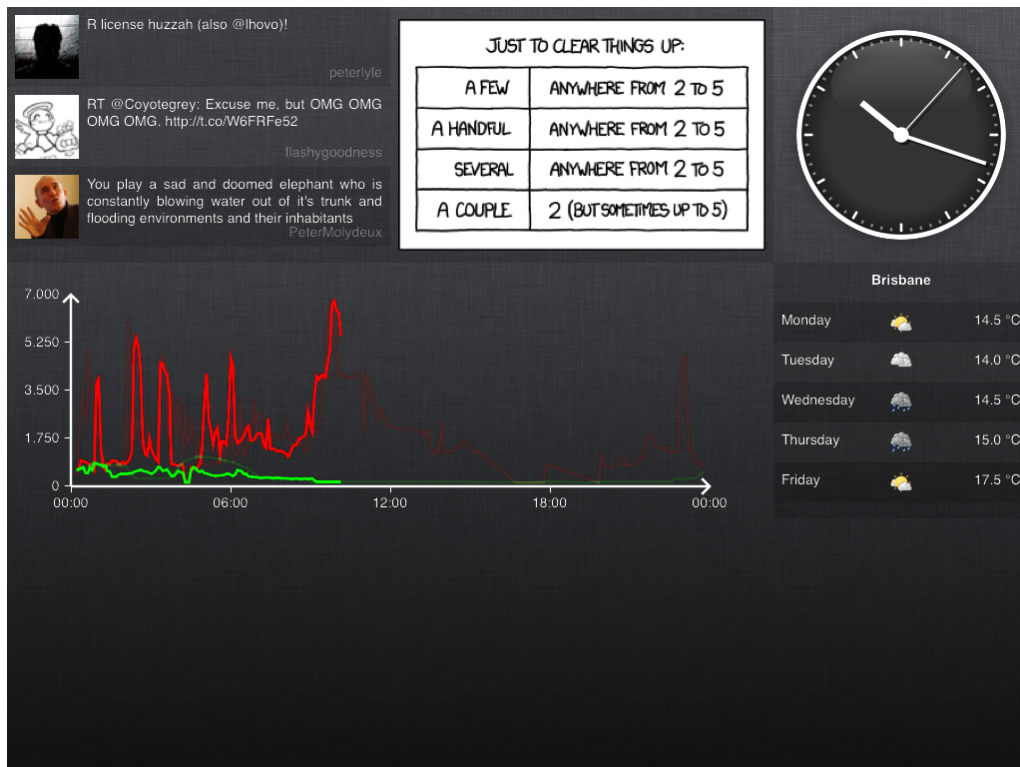 R license huzzah (also @lhovo)!
peterlyle
RT @Coyotegrey: Excuse me, but OMG OMG
OMG OMG. http://t.co/W6FRFe52
flashygoodness
You play a sad and doomed elephant who is
constantly blowing water out of it's trunk and
flooding environments and their inhabitants
PeterMolydeux
JUST TO CLEAR THINGS UP:
A FEW ANYWHERE FROM 2 TO 5
A HANDFUL ANYWHERE FROM 2 TO 5
SEVERAL ANYWHERE FROM 2 TO 5
A COUPLE 2 (BUT SOMETIMES UP TO 5)
7.000
5.250
3.500
1.750
0
00:00 06:00 12:00 18:00 00:00
Brisbane
Monday 14.5 °C
Tuesday 14.0 °C
Wednesday 14.5 °C
Thursday 15.0 °C
Friday 17.5 °C